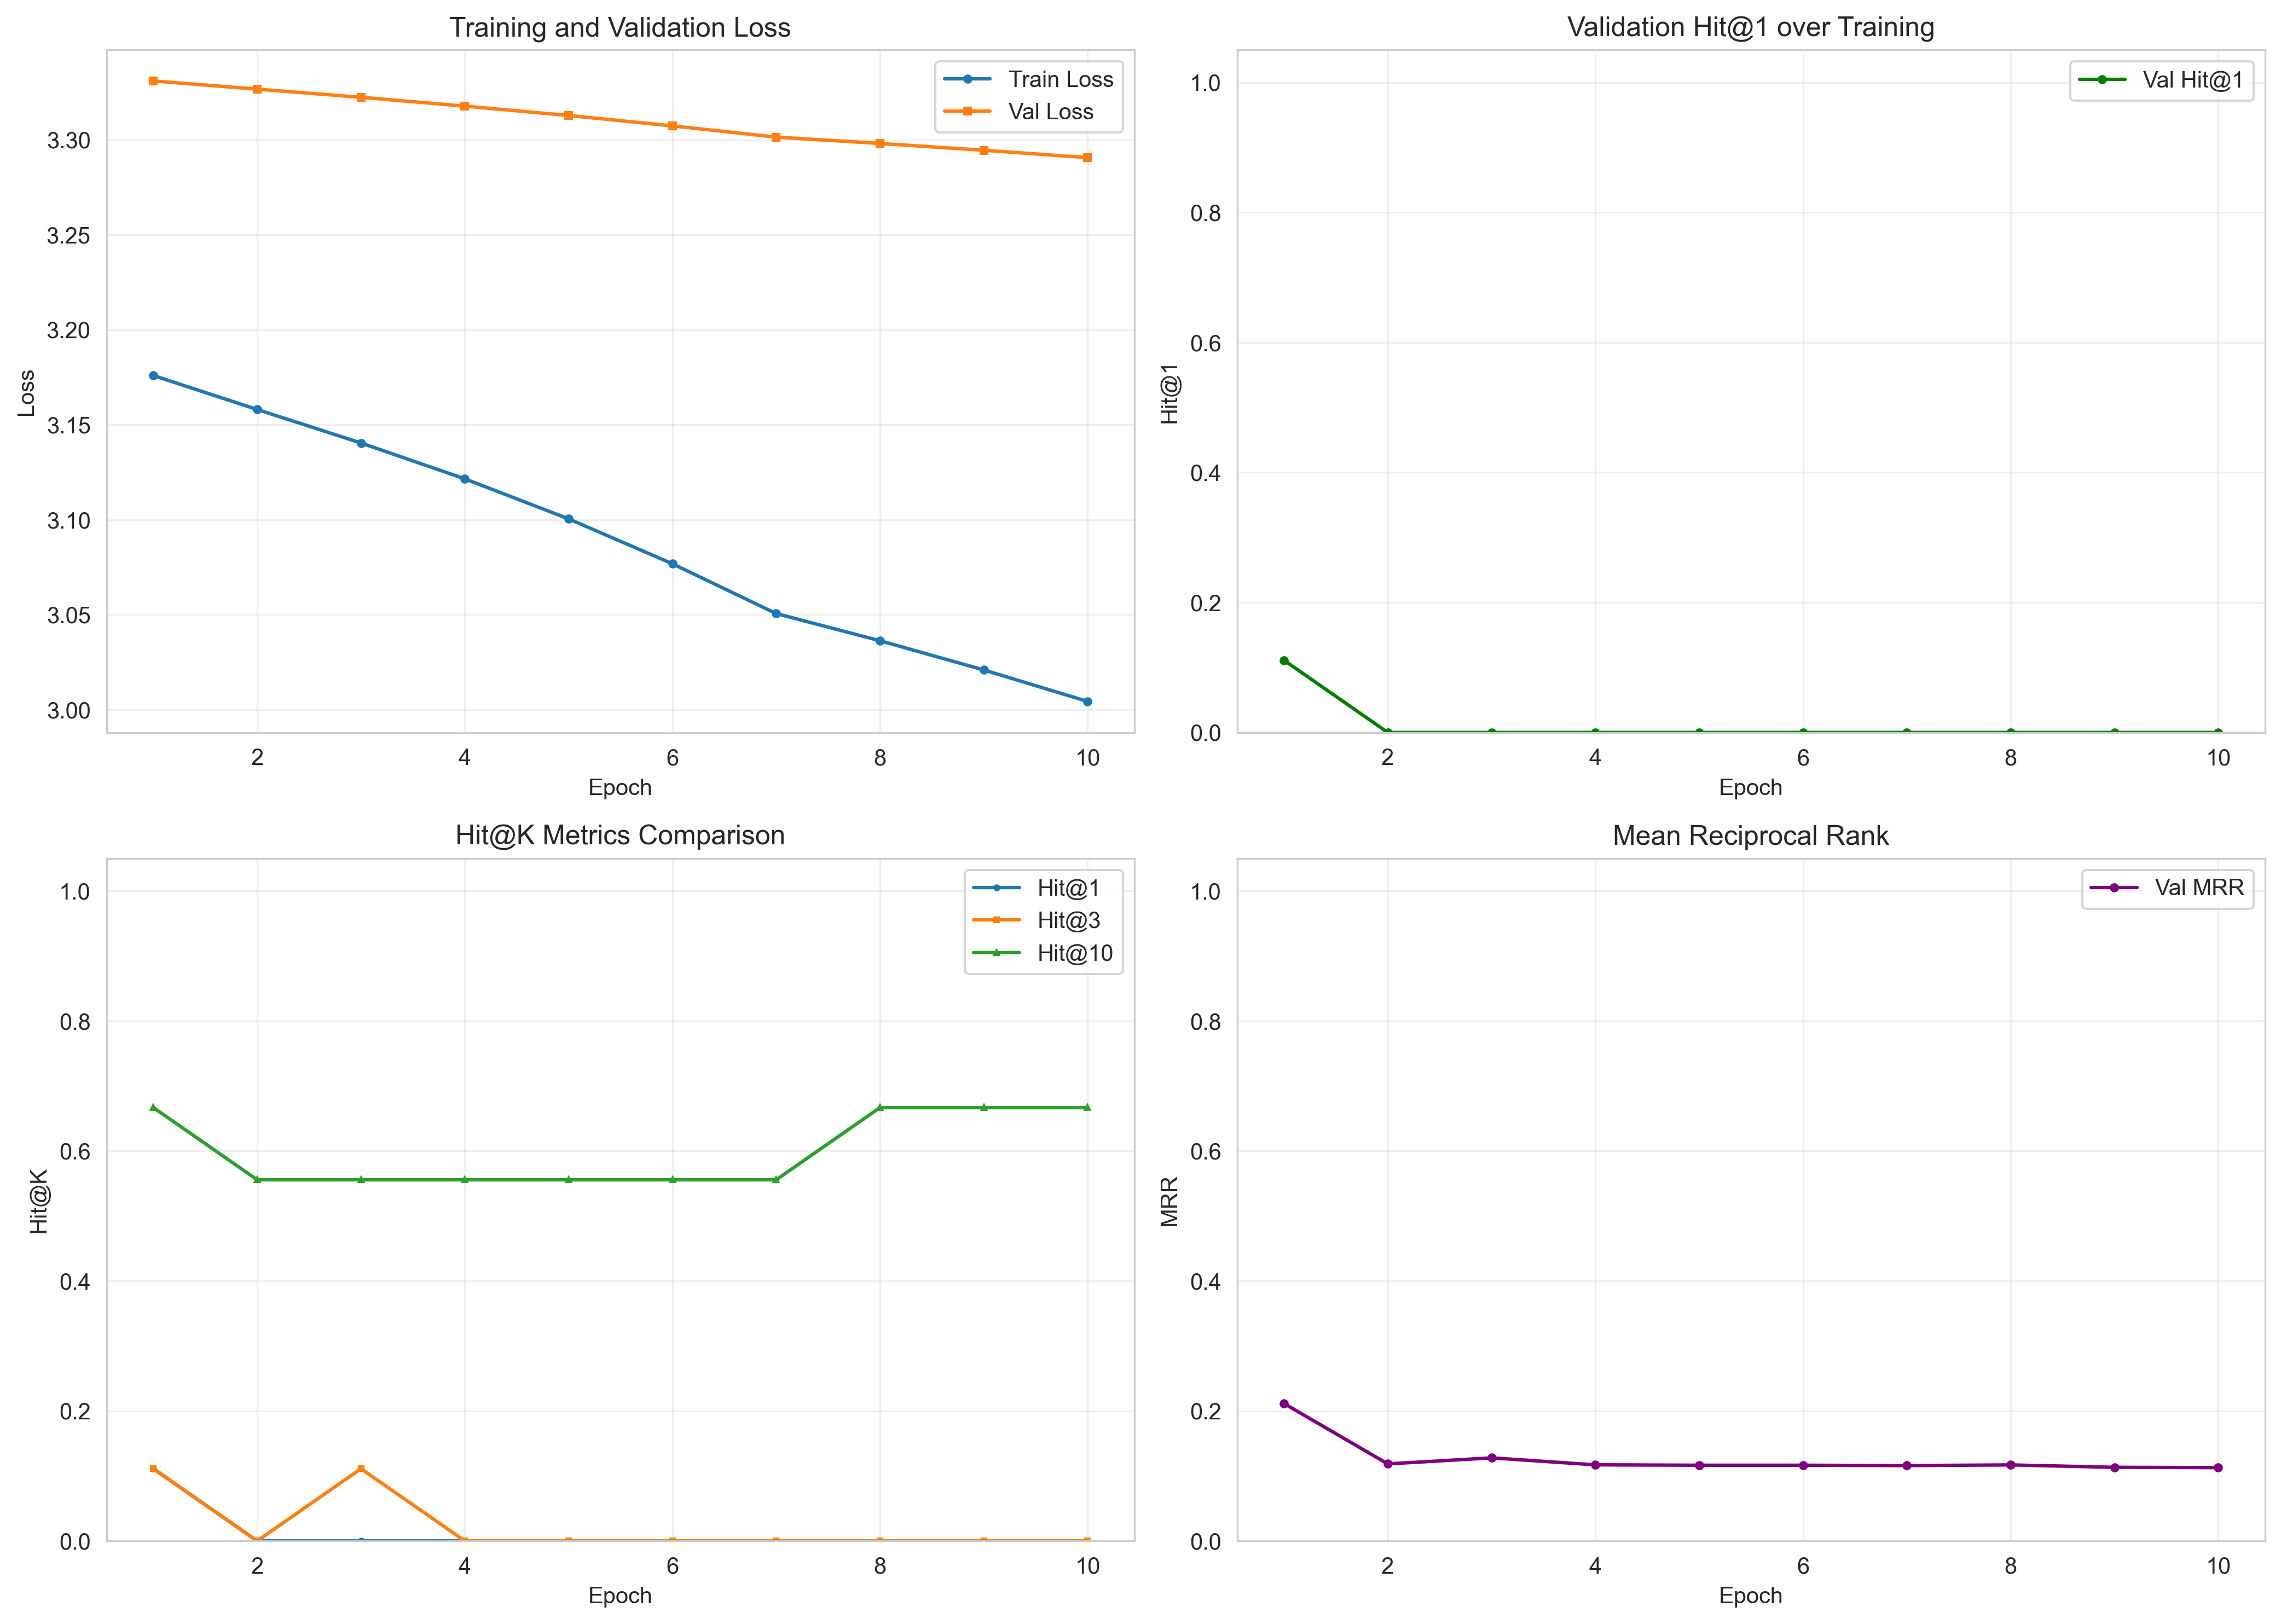 Training and Validation Loss
Train Loss
Val Loss
3.30
3.25
3.20
3.15
3.10
3.05
3.00
Loss
2
4
6
8
10
Epoch
Validation Hit@1 over Training
Val Hit@1
1.0
0.8
0.6
0.4
0.2
0.0
Hit@1
2
4
6
8
10
Epoch
Hit@K Metrics Comparison
Hit@1
Hit@3
Hit@10
1.0
0.8
0.6
0.4
0.2
0.0
Hit@K
2
4
6
8
10
Epoch
Mean Reciprocal Rank
Val MRR
1.0
0.8
0.6
0.4
0.2
0.0
MRR
2
4
6
8
10
Epoch